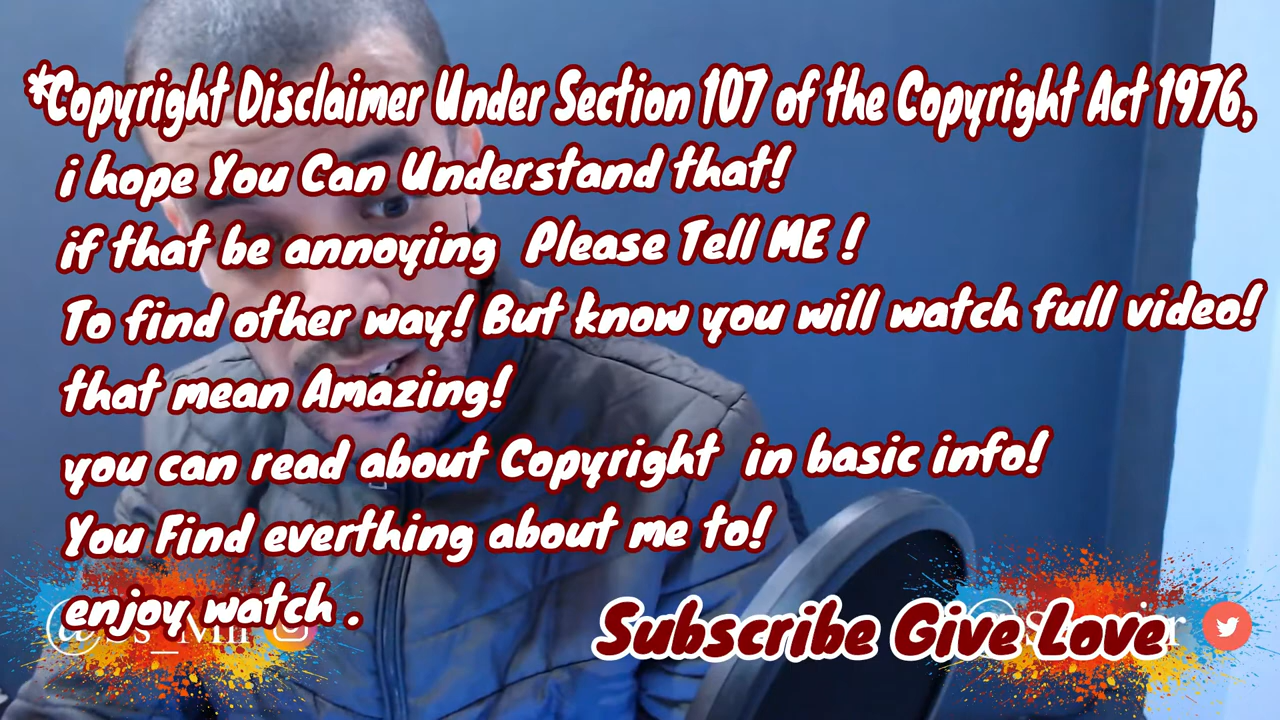 *Copyright Disclaimer Under Section 107 of the Copyright Act 1976,
i hope You Can Understand that!
if that be annoying Please Tell ME !
To find other way! But know you will watch full video!
that mean Amazing!
you can read about Copyright in basic info!
You Find everthing about me to!
enjoy watch .
Subscribe Give Love